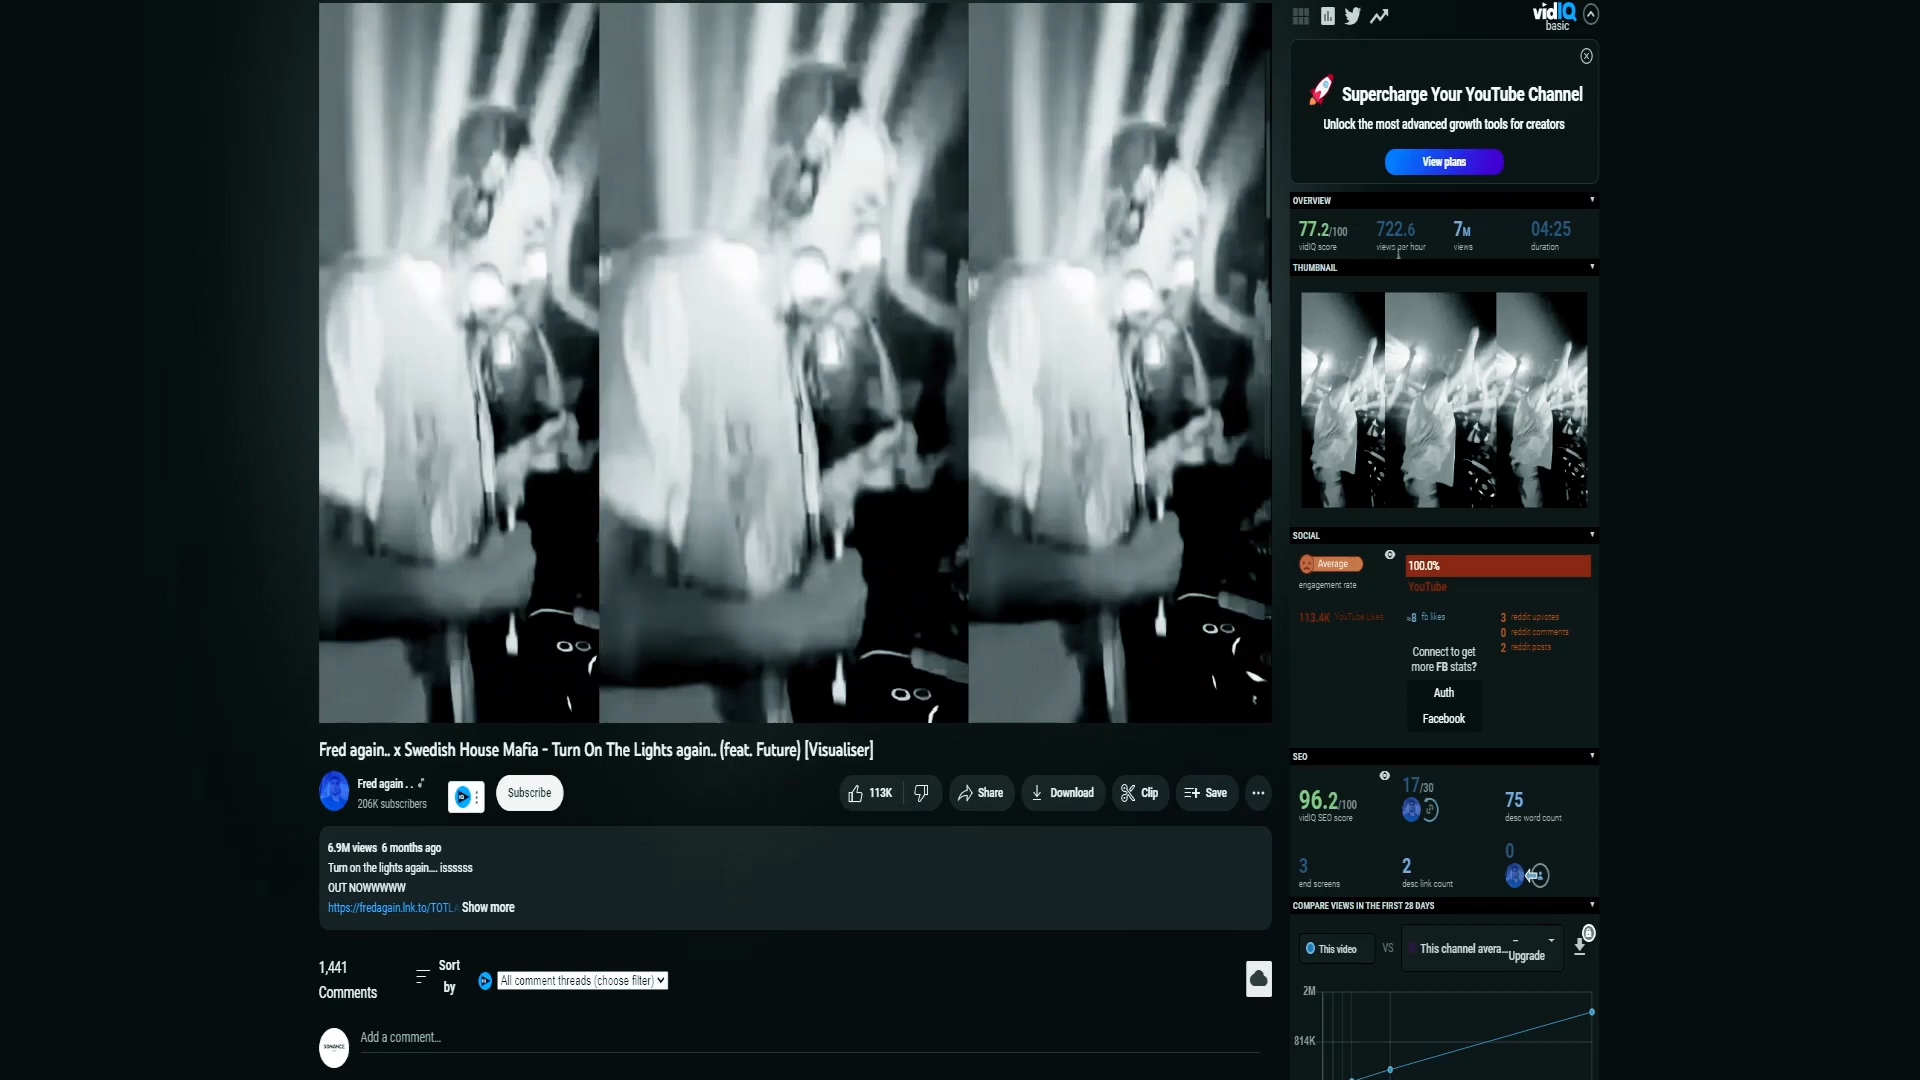 vidIQ
basic
Supercharge Your YouTube Channel
Unlock the most advanced growth tools for creators
View plans
OVERVIEW
77.2/100
vidIQ score
722.6
views per hour
7M
views
04:25
duration
THUMBNAIL
SOCIAL
Average
engagement rate
100.0%
YouTube
113.4K YouTube Likes
≈8 fb likes
3 reddit upvotes
0 reddit comments
2 reddit posts
Connect to get
more FB stats?
Auth
Facebook
SEO
96.2/100
vidIQ SEO score
17/30
75
desc word count
3
end screens
2
desc link count
0
COMPARE VIEWS IN THE FIRST 28 DAYS
This video
VS
This channel avera...
Upgrade
2M
814K
Fred again.. x Swedish House Mafia - Turn On The Lights again.. (feat. Future) [Visualiser]
Fred again . .
206K subscribers
Subscribe
113K
Share
Download
Clip
Save
6.9M views 6 months ago
Turn on the lights again.... issssss
OUT NOWWWWW
https://fredagain.lnk.to/TOTLA Show more
1,441
Comments
Sort
by
All comment threads (choose filter)
SONANCE
Add a comment...